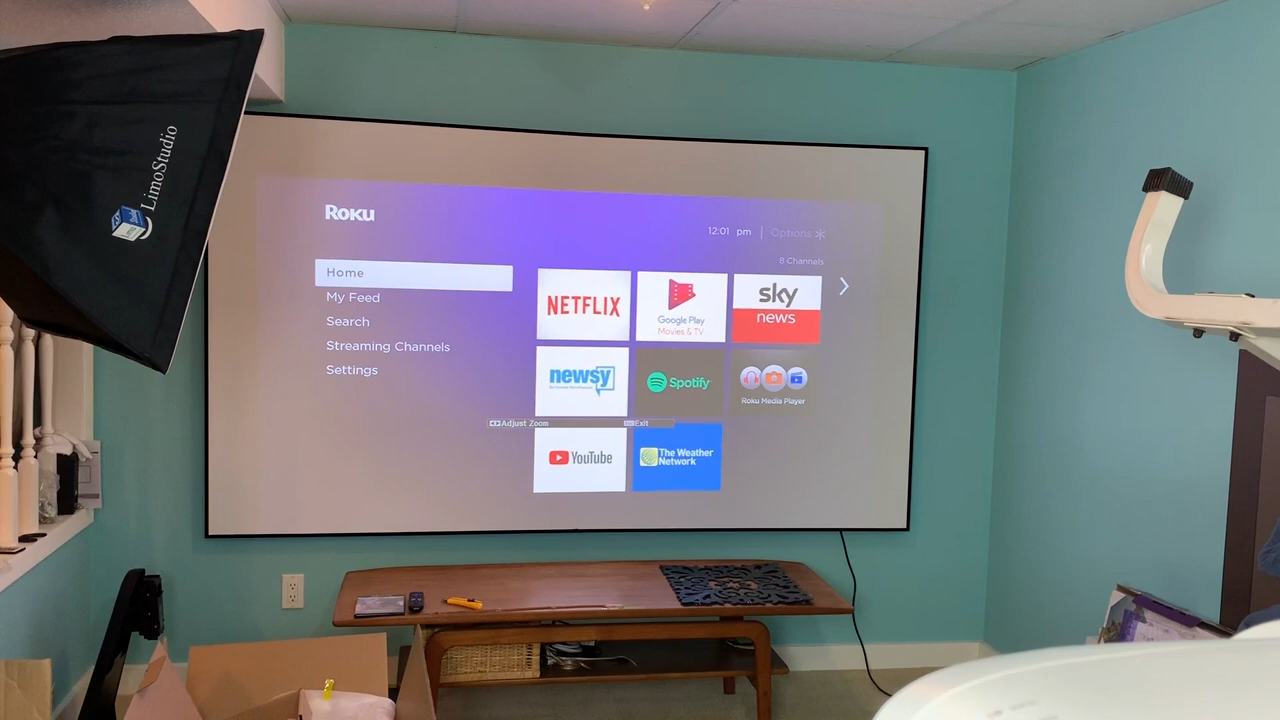 LimoStudio
Roku
12:01 pm | Options
8 Channels
Home
My Feed
Search
Streaming Channels
Settings
NETFLIX
Google Play
Movies & TV
sky
news
newsy
Spotify
Roku Media Player
Adjust Zoom
Exit
YouTube
The Weather
Network